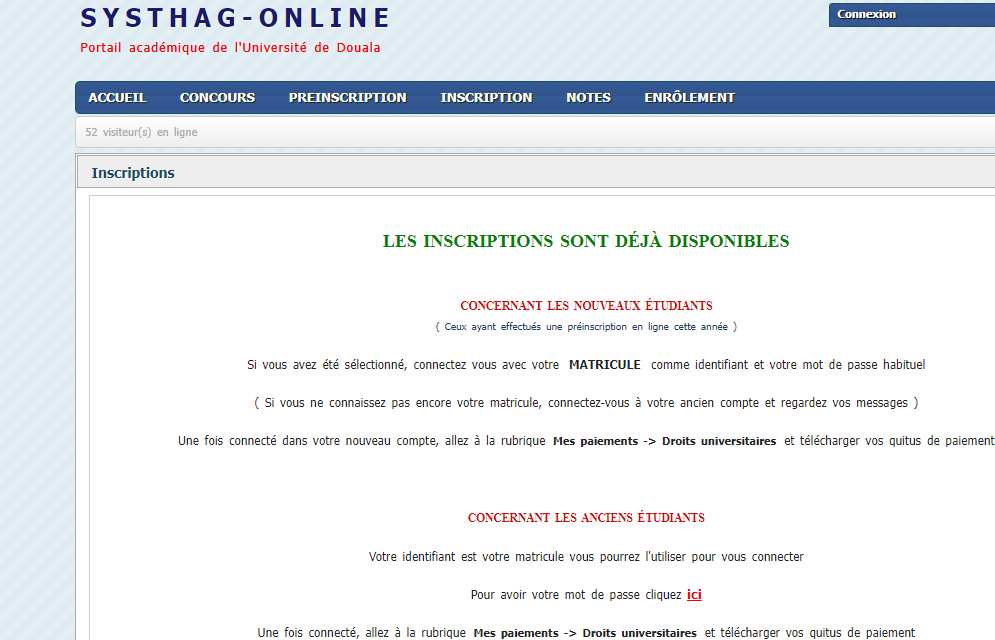 SYSTHAG-ONLINE
Portail académique de l'Université de Douala
Connexion
ACCUEIL CONCOURS PREINSCRIPTION INSCRIPTION NOTES ENRÔLEMENT
52 visiteur(s) en ligne
Inscriptions
LES INSCRIPTIONS SONT DÉJÀ DISPONIBLES
CONCERNANT LES NOUVEAUX ÉTUDIANTS
( Ceux ayant effectués une préinscription en ligne cette année )
Si vous avez été sélectionné, connectez vous avec votre MATRICULE comme identifiant et votre mot de passe habituel
( Si vous ne connaissez pas encore votre matricule, connectez-vous à votre ancien compte et regardez vos messages )
Une fois connecté dans votre nouveau compte, allez à la rubrique Mes paiements -> Droits universitaires et télécharger vos quitus de paiement
CONCERNANT LES ANCIENS ÉTUDIANTS
Votre identifiant est votre matricule vous pourrez l'utiliser pour vous connecter
Pour avoir votre mot de passe cliquez ici
Une fois connecté, allez à la rubrique Mes paiements -> Droits universitaires et télécharger vos quitus de paiement